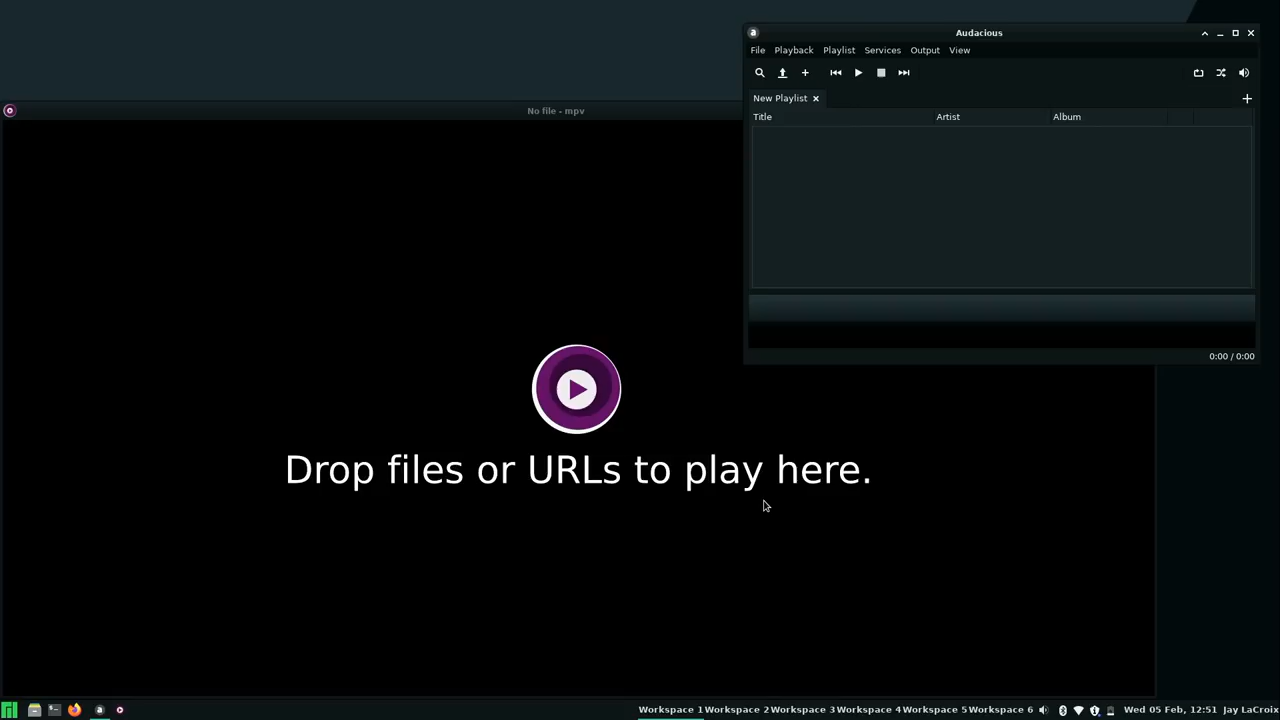 Audacious
File Playback Playlist Services Output View
New Playlist
Title Artist Album
0:00 / 0:00
No file - mpv
Drop files or URLs to play here.
Workspace 1 Workspace 2 Workspace 3 Workspace 4 Workspace 5 Workspace 6 Wed 05 Feb, 12:51 Jay LaCroix